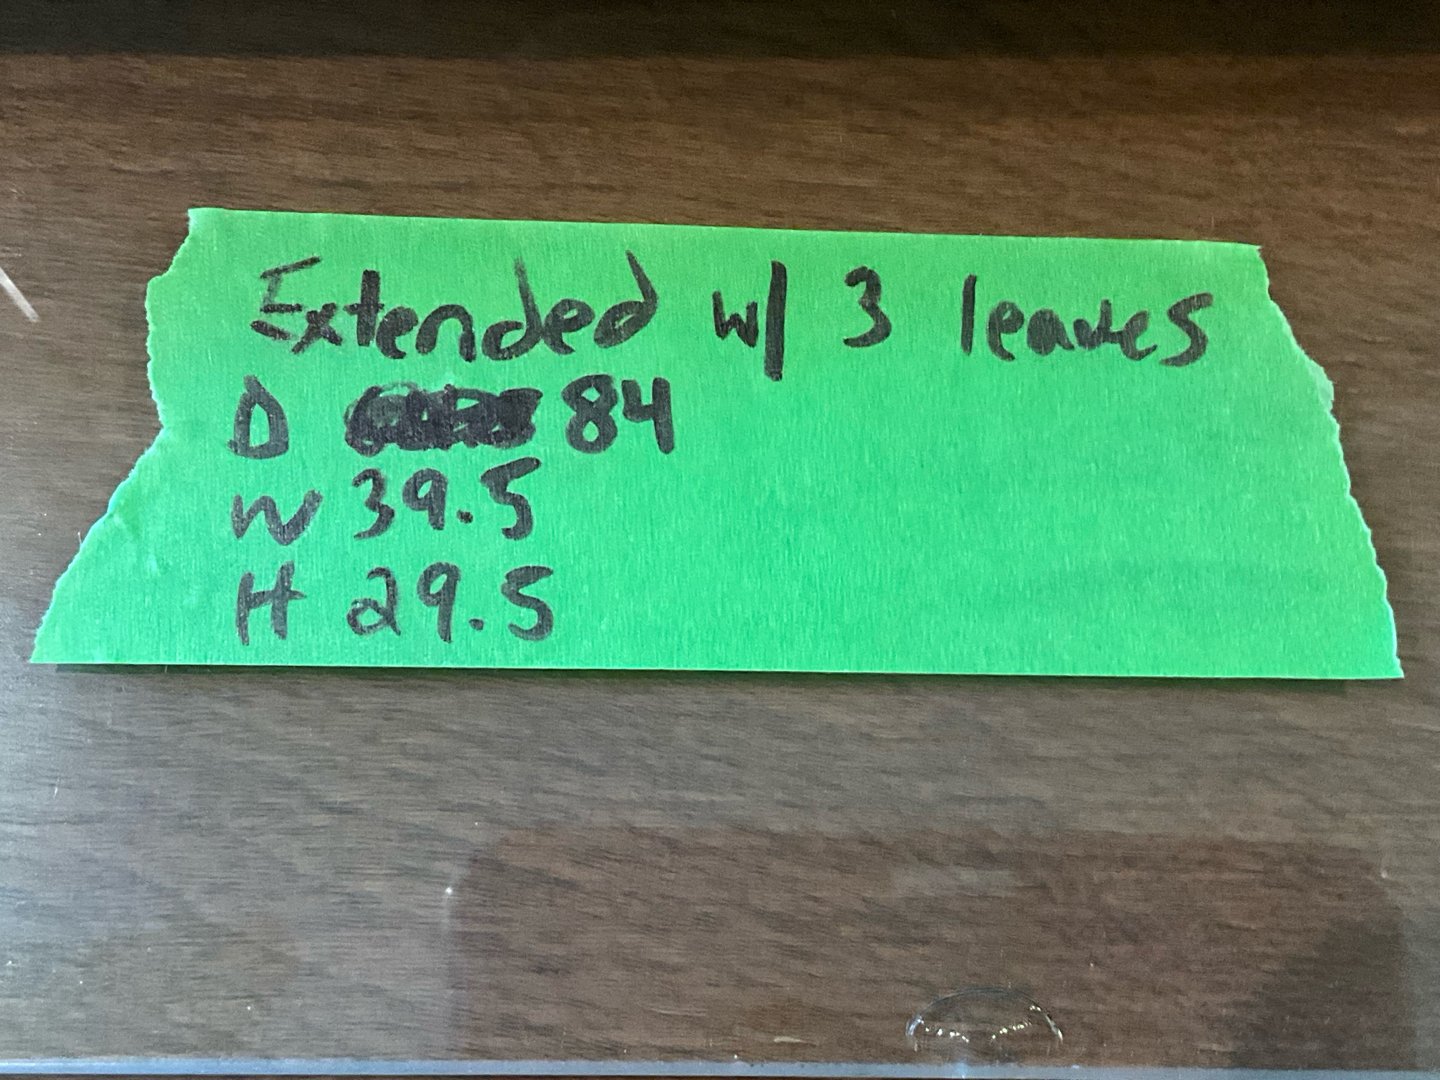 Extended w/ 3 leaves
D 84
W 39.5
H 29.5